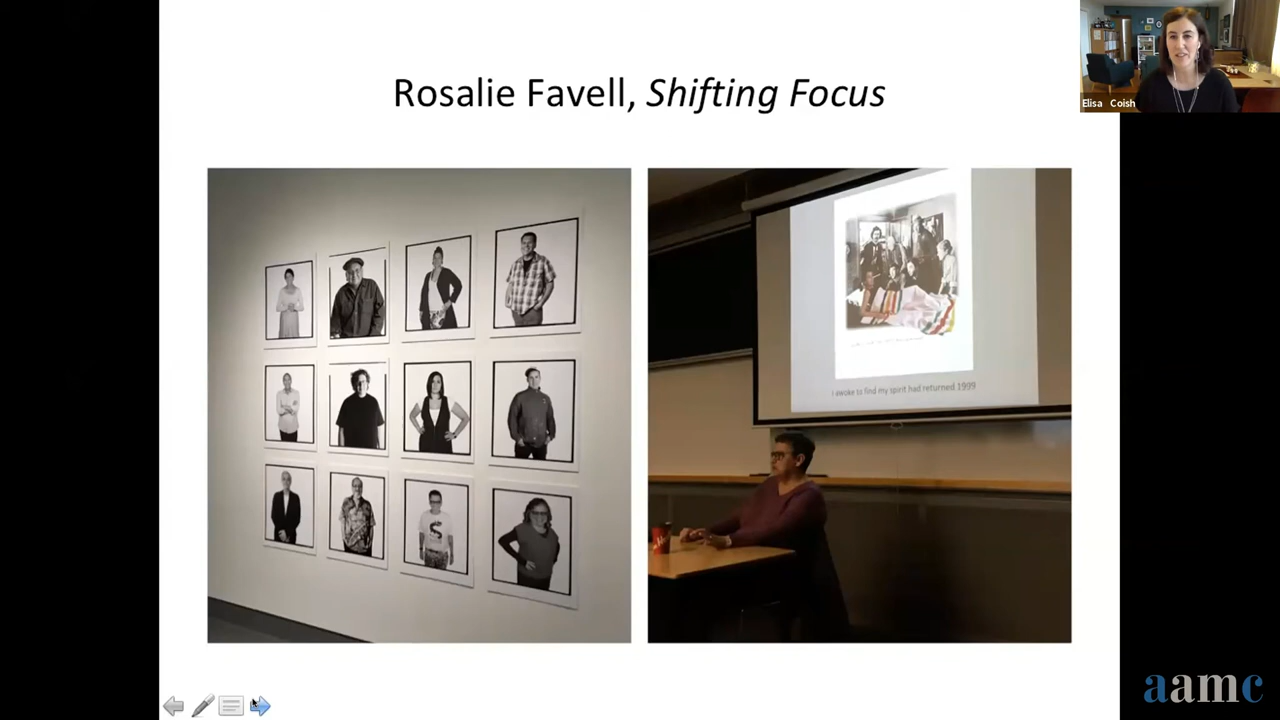 Rosalie Favell, Shifting Focus
Elisa Coish
I awoke to find my spirit had returned 1999
S
aamc